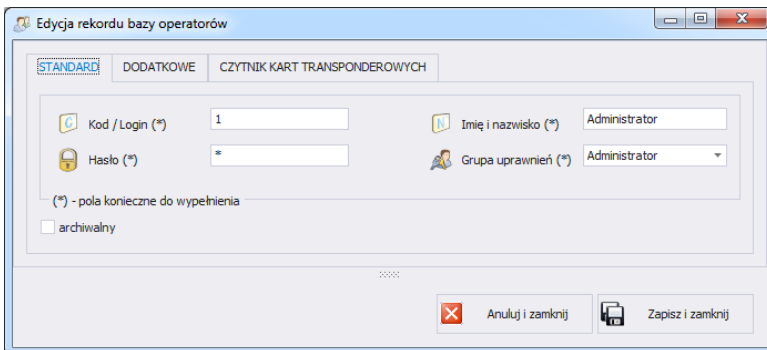 Edycja rekordu bazy operatorów
STANDARD DODATKOWE CZYTNIK KART TRANSPONDEROWYCH
Kod / Login (*) 1 Imię i nazwisko (*) Administrator
Hasło (*) * Grupa uprawnień (*) Administrator
(*) - pola konieczne do wypełnienia
archiwalny
Anuluj i zamknij Zapisz i zamknij